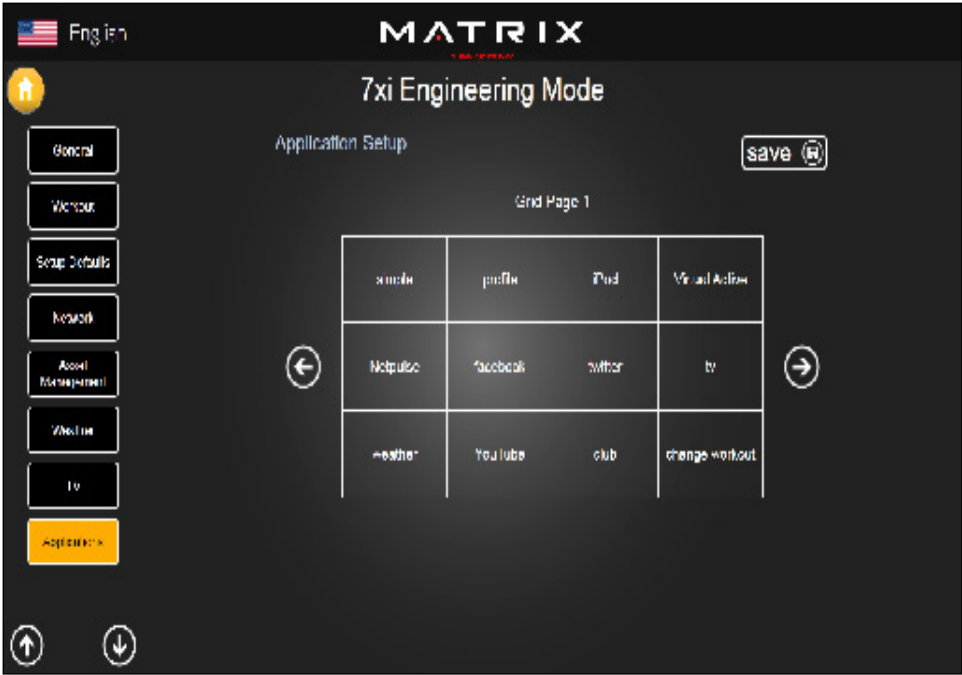 English
MATRIX
7xi Engineering Mode
General
Workout
Setup Defaults
Network
Asset
Management
Weather
TV
Applications
Application Setup
save
Grid Page 1
simple profile iPod Virtual Active
Netpulse facebook twitter tv
weather YouTube club change workout